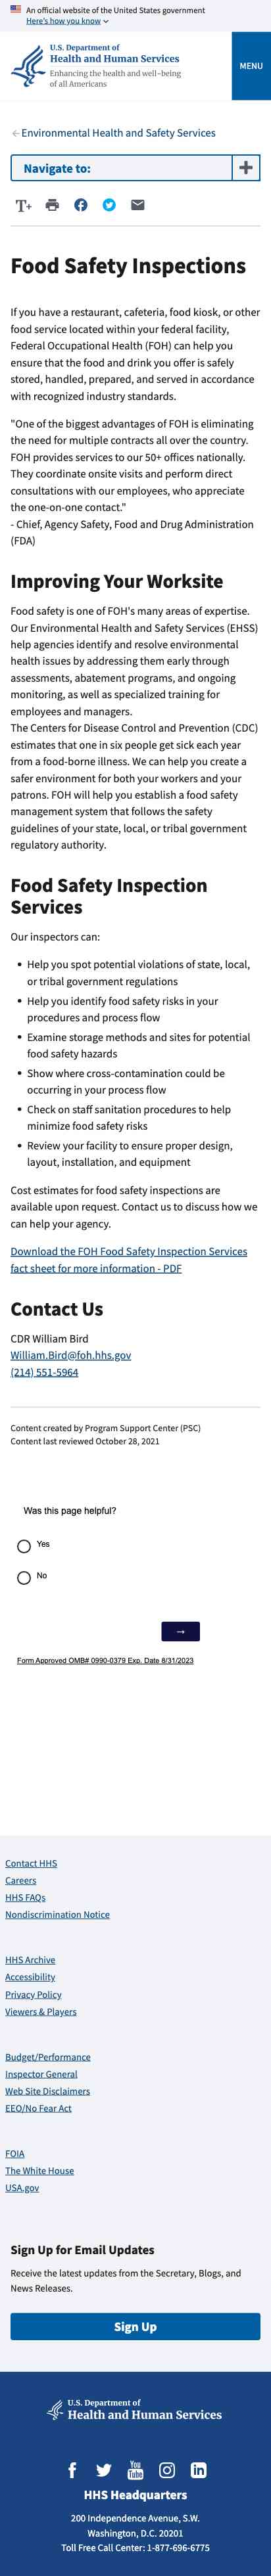 An official website of the United States government
Here's how you know
U.S. Department of
Health and Human Services
Enhancing the health and well-being
of all Americans
MENU
Environmental Health and Safety Services
Navigate to:
T+
Food Safety Inspections
If you have a restaurant, cafeteria, food kiosk, or other
food service located within your federal facility,
Federal Occupational Health (FOH) can help you
ensure that the food and drink you offer is safely
stored, handled, prepared, and served in accordance
with recognized industry standards.
"One of the biggest advantages of FOH is eliminating
the need for multiple contracts all over the country.
FOH provides services to our 50+ offices nationally.
They coordinate onsite visits and perform direct
consultations with our employees, who appreciate
the one-on-one contact."
- Chief, Agency Safety, Food and Drug Administration
(FDA)
Improving Your Worksite
Food safety is one of FOH's many areas of expertise.
Our Environmental Health and Safety Services (EHSS)
help agencies identify and resolve environmental
health issues by addressing them early through
assessments, abatement programs, and ongoing
monitoring, as well as specialized training for
employees and managers.
The Centers for Disease Control and Prevention (CDC)
estimates that one in six people get sick each year
from a food-borne illness. We can help you create a
safer environment for both your workers and your
patrons. FOH will help you establish a food safety
management system that follows the safety
guidelines of your state, local, or tribal government
regulatory authority.
Food Safety Inspection
Services
Our inspectors can:
• Help you spot potential violations of state, local,
or tribal government regulations
• Help you identify food safety risks in your
procedures and process flow
• Examine storage methods and sites for potential
food safety hazards
• Show where cross-contamination could be
occurring in your process flow
• Check on staff sanitation procedures to help
minimize food safety risks
• Review your facility to ensure proper design,
layout, installation, and equipment
Cost estimates for food safety inspections are
available upon request. Contact us to discuss how we
can help your agency.
Download the FOH Food Safety Inspection Services
fact sheet for more information - PDF
Contact Us
CDR William Bird
William.Bird@foh.hhs.gov
(214) 551-5964
Content created by Program Support Center (PSC)
Content last reviewed October 28, 2021
Was this page helpful?
Yes
No
→
Form Approved OMB# 0990-0379 Exp. Date 8/31/2023
Contact HHS
Careers
HHS FAQs
Nondiscrimination Notice
HHS Archive
Accessibility
Privacy Policy
Viewers & Players
Budget/Performance
Inspector General
Web Site Disclaimers
EEO/No Fear Act
FOIA
The White House
USA.gov
Sign Up for Email Updates
Receive the latest updates from the Secretary, Blogs, and
News Releases.
Sign Up
U.S. Department of
Health and Human Services
You
Tube
HHS Headquarters
200 Independence Avenue, S.W.
Washington, D.C. 20201
Toll Free Call Center: 1-877-696-6775